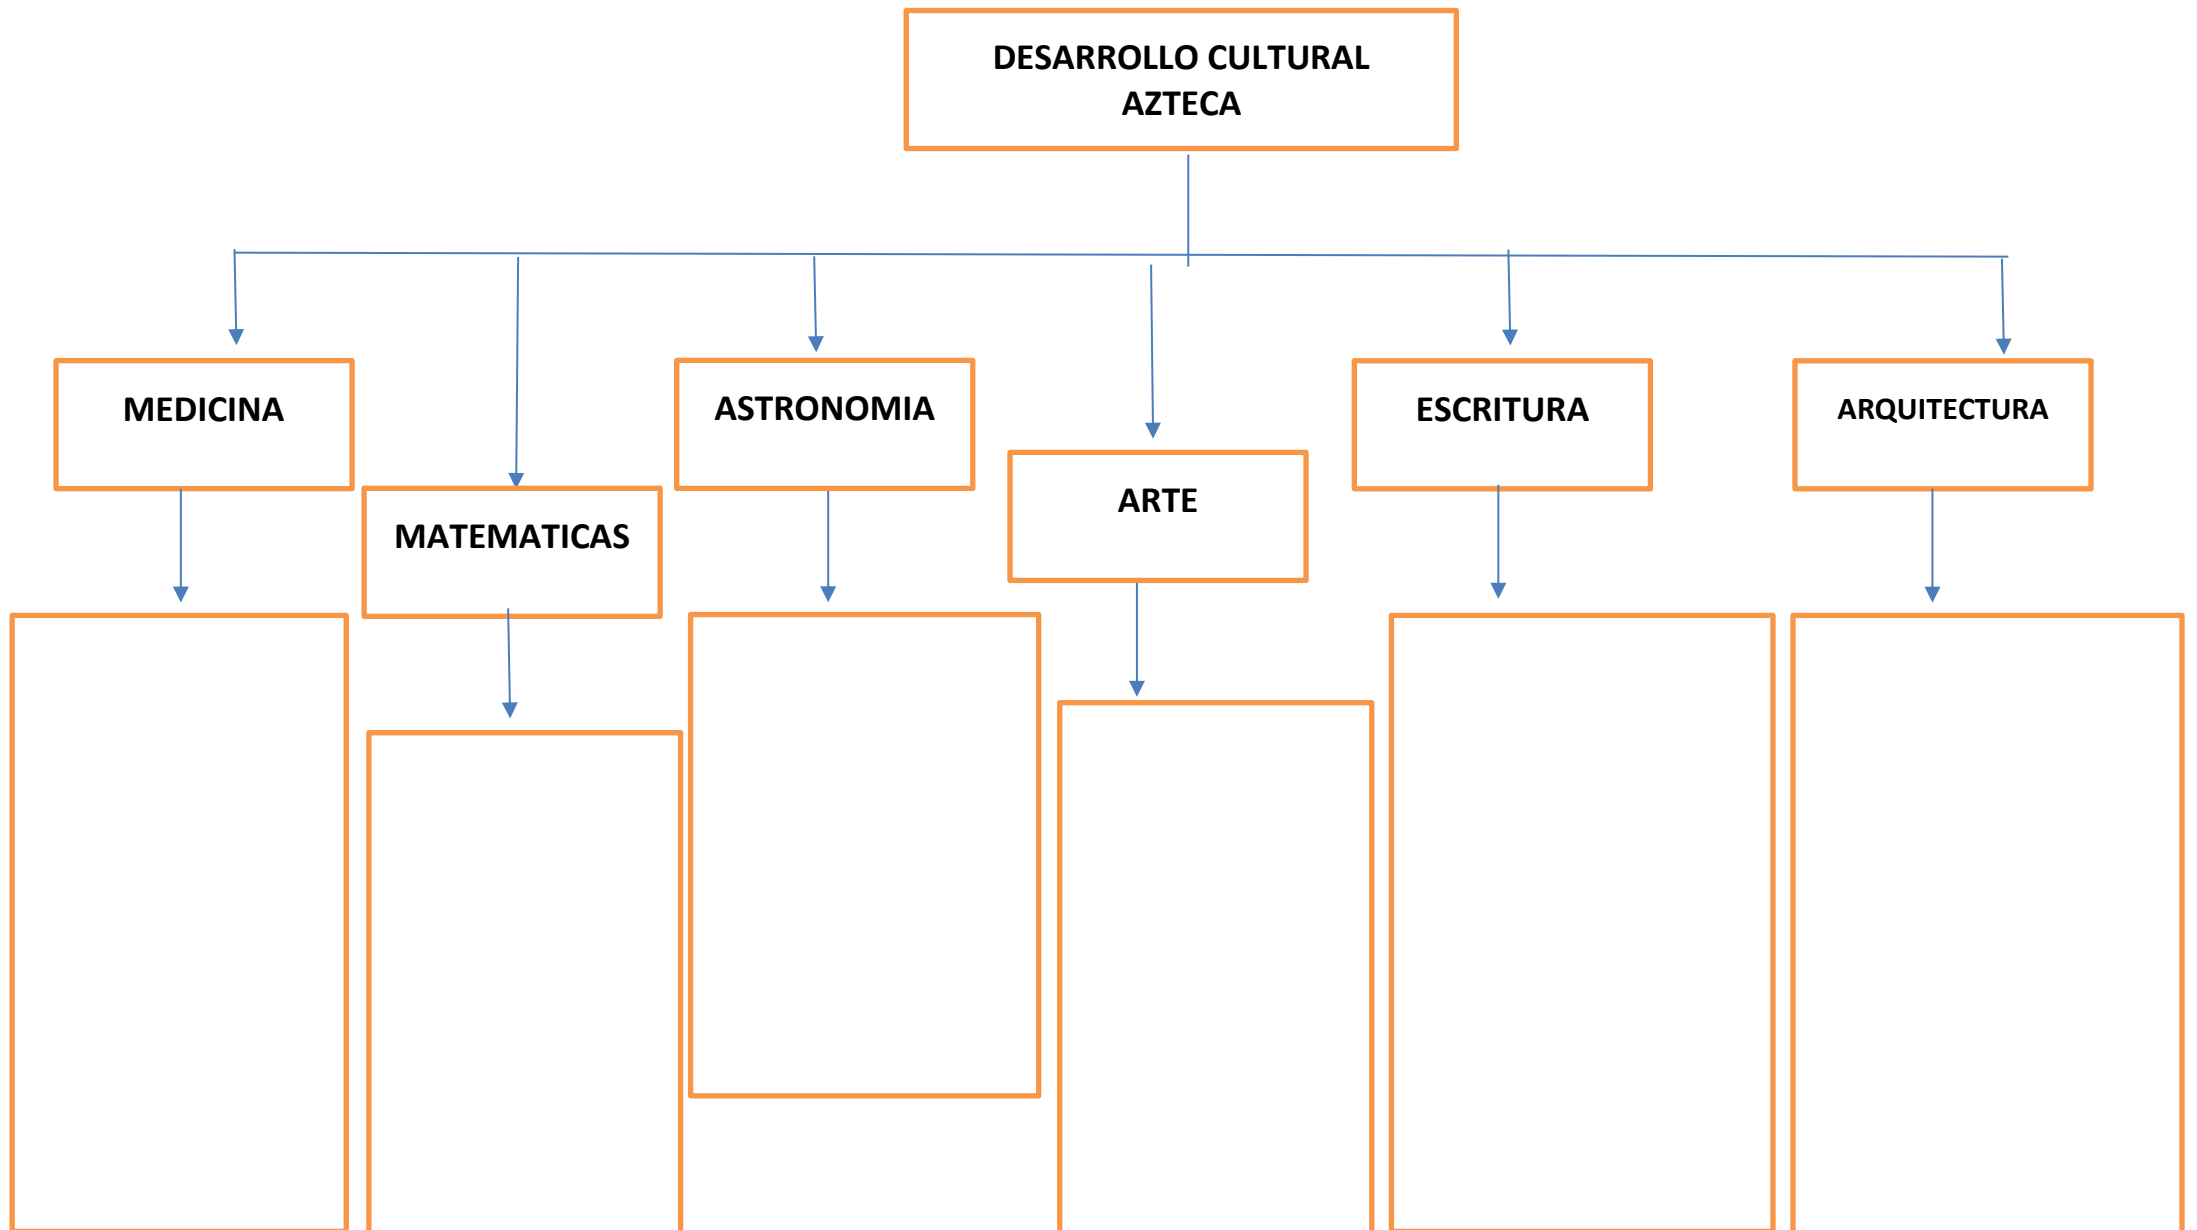 DESARROLLO CULTURAL
AZTECA
MEDICINA
MATEMATICAS
ASTRONOMIA
ARTE
ESCRITURA
ARQUITECTURA